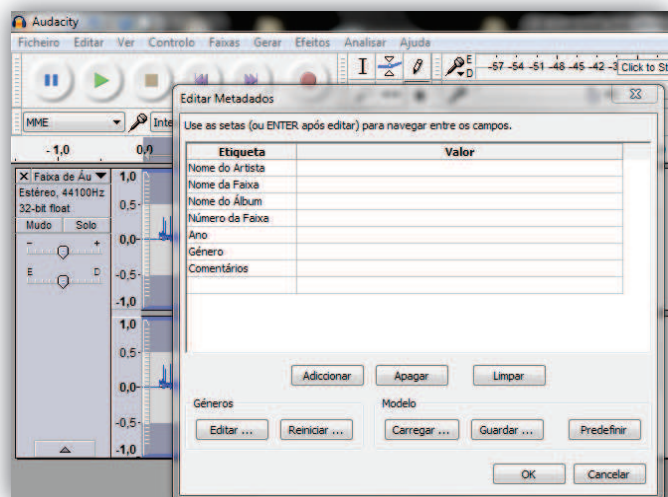 Audacity
Ficheiro Editar Ver Controlo Faixas Gerar Efeitos Analisar Ajuda
E
D
-57 -54 -51 -48 -45 -42 -3 Click to St
MME
Inte
Editar Metadados
Use as setas (ou ENTER após editar) para navegar entre os campos.
Etiqueta Valor
Nome do Artista
Nome da Faixa
Nome do Álbum
Número da Faixa
Ano
Género
Comentários
Adiccionar Apagar Limpar
Géneros Modelo
Editar ... Reiniciar ... Carregar ... Guardar ... Predefinir
OK Cancelar
- 1,0 0,0
X Faixa de Áu
Estéreo, 44100Hz
32-bit float
Mudo Solo
- +
E D
1,0
0,5-
0,0-
-0,5-
-1,0
1,0
0,5-
0,0-
-0,5-
-1,0